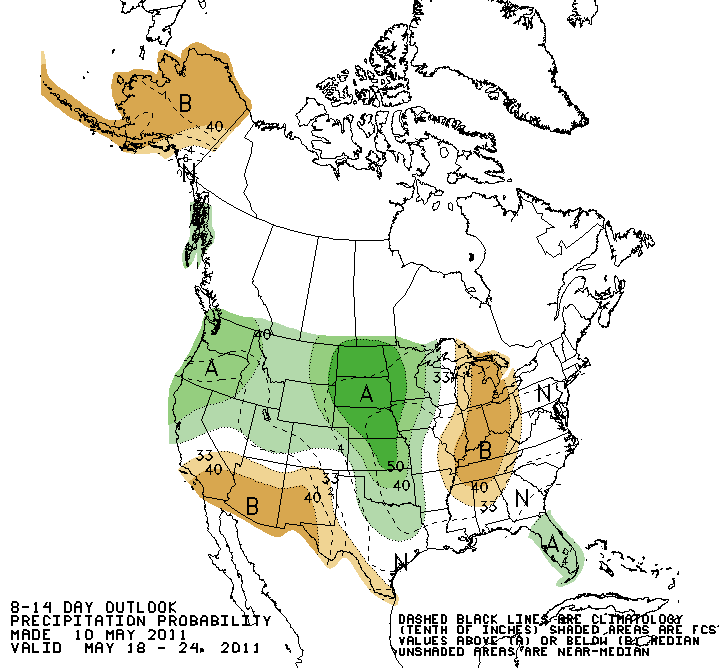 B
40
N
40
A
A
33
N
33
40
50
40
33
40
B
B
40
33
N
A
N
8-14 DAY OUTLOOK
PRECIPITATION PROBABILITY
MADE 10 MAY 2011
VALID MAY 18 - 24, 2011
DASHED BLACK LINES ARE CLIMATOLOGY
(TENTH OF INCHES) SHADED AREAS ARE FCST
VALUES ABOVE (A) OR BELOW (B) MEDIAN
UNSHADED AREAS ARE NEAR-MEDIAN